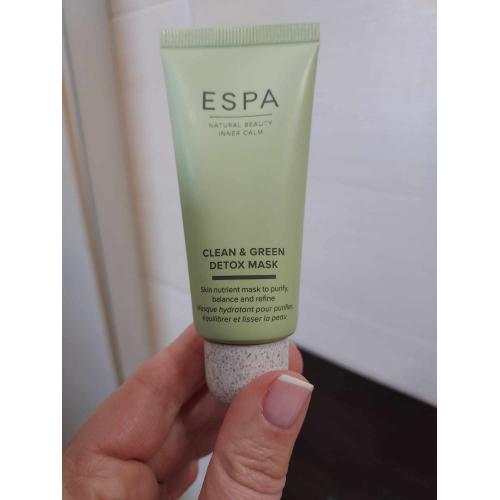 ESPA
NATURAL BEAUTY
INNER CALM
CLEAN & GREEN
DETOX MASK
Skin nutrient mask to purify,
balance and refine
Masque hydratant pour purifier,
équilibrer et lisser la peau